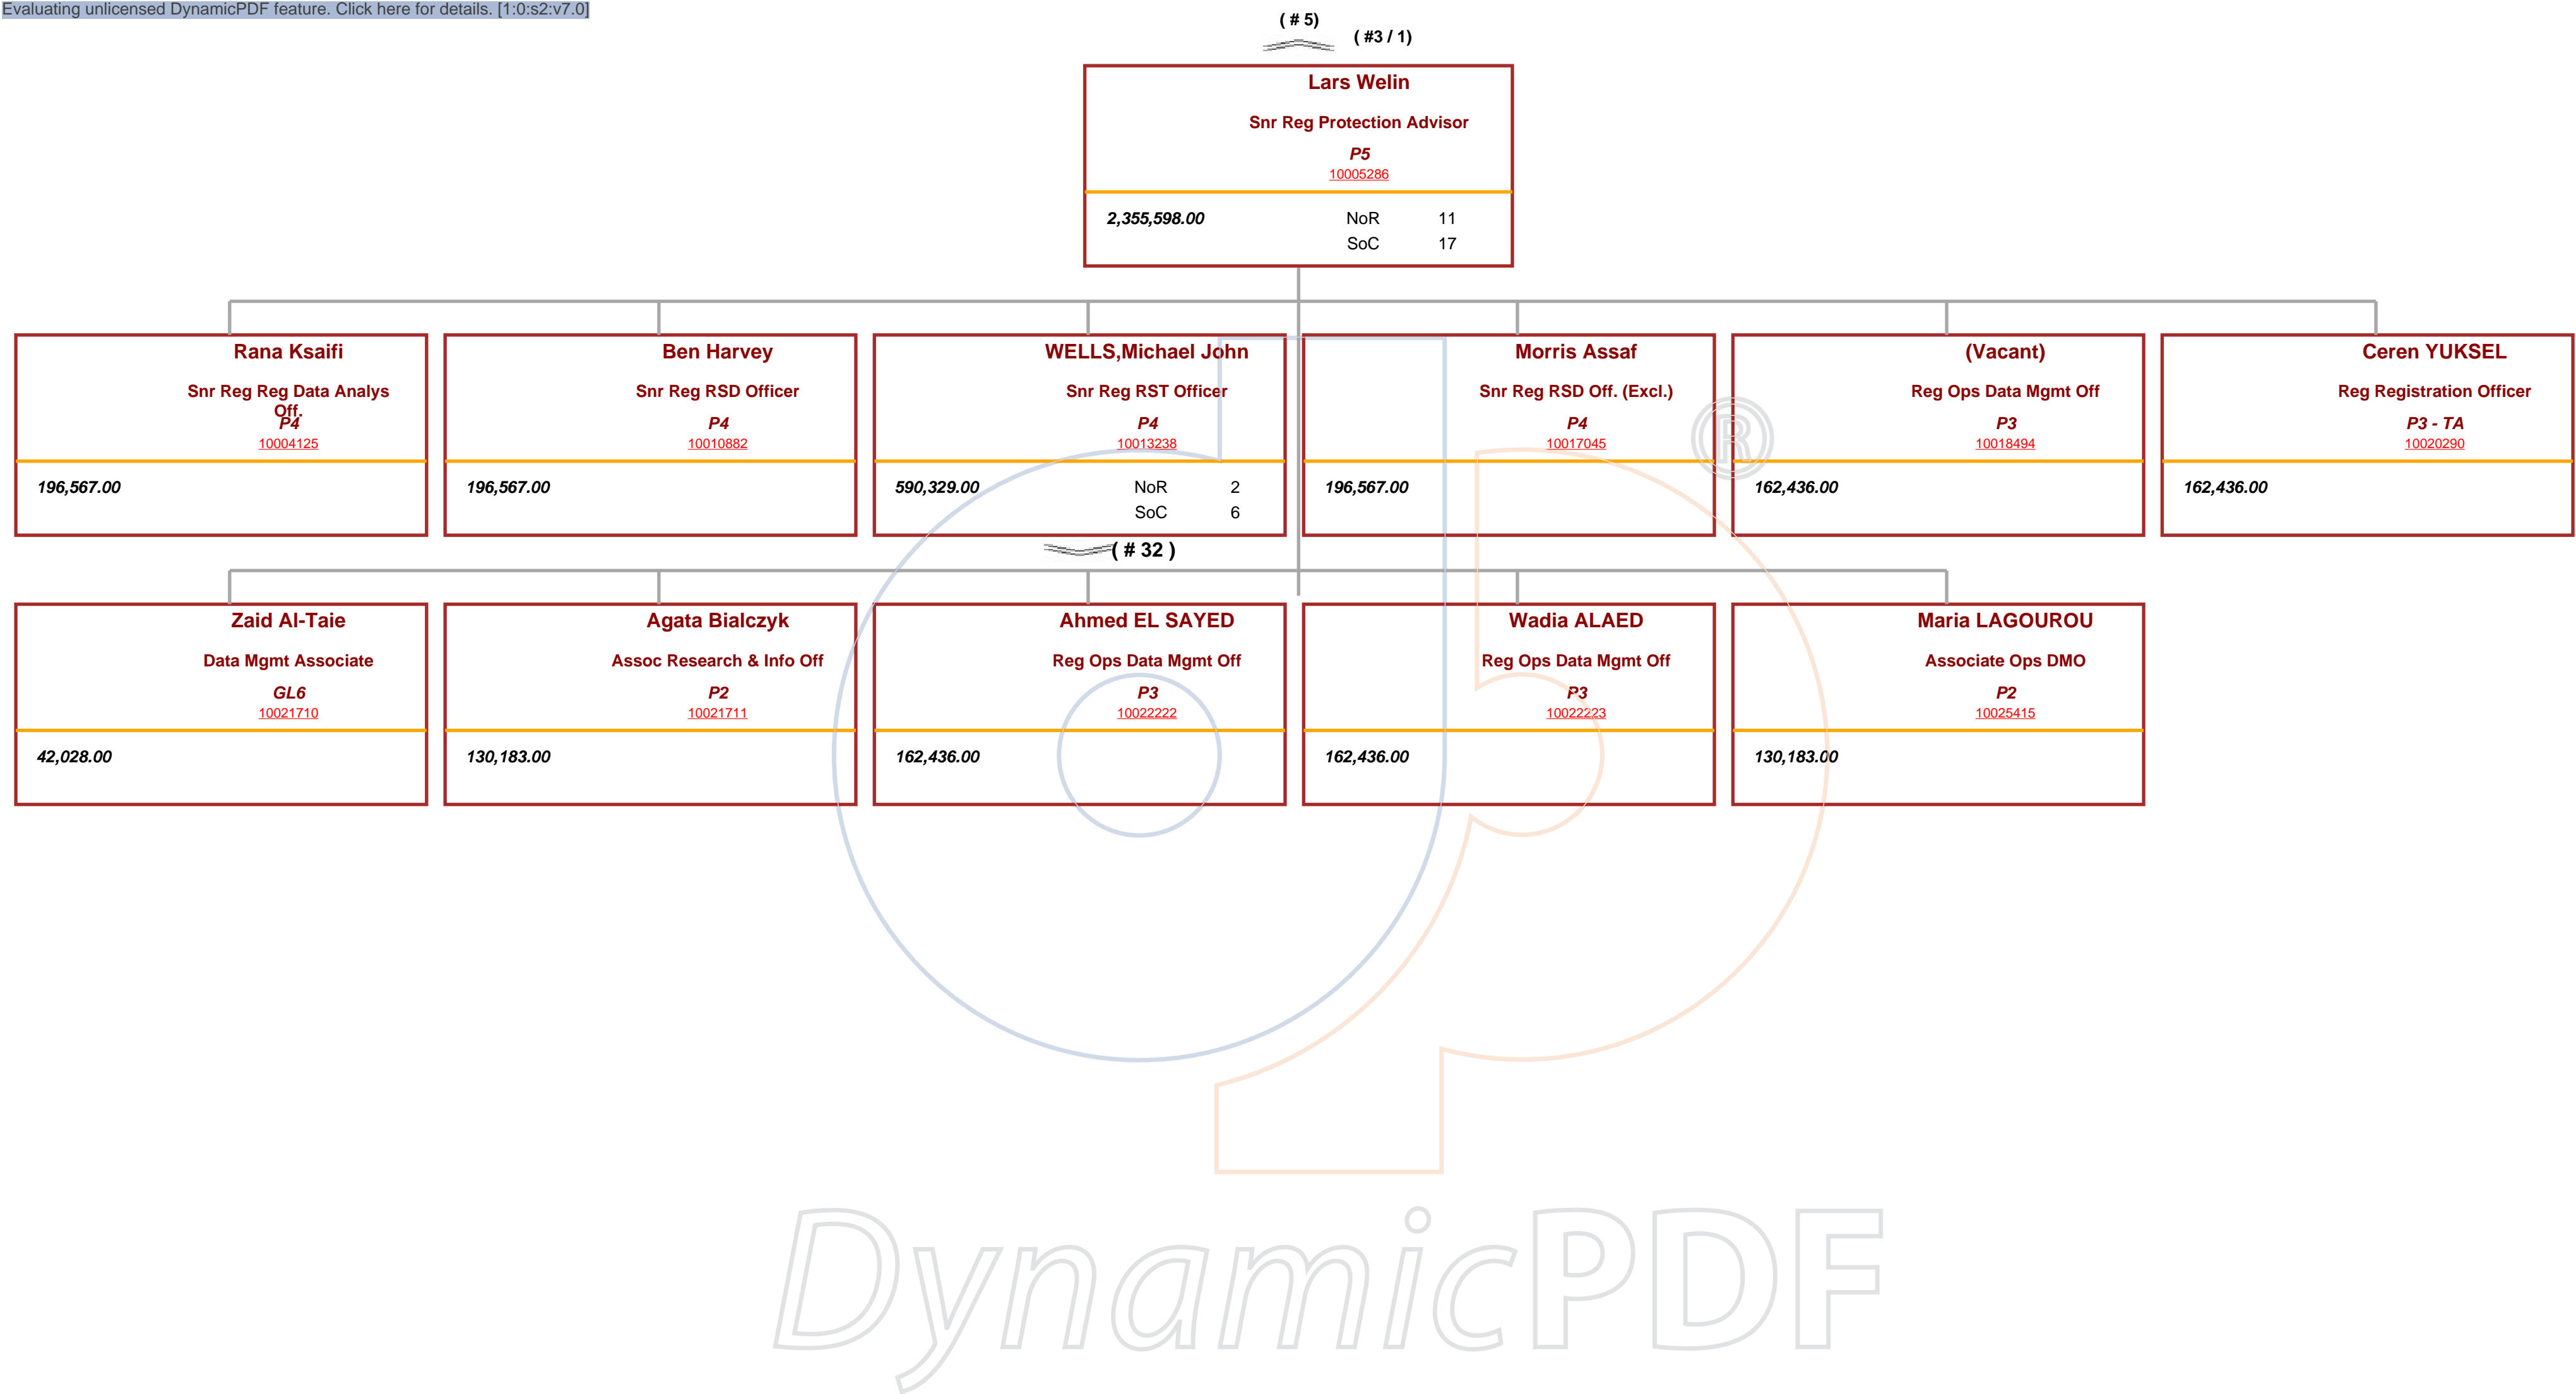 Evaluating unlicensed DynamicPDF feature. Click here for details. [1:0:s2:v7.0]
( # 5)
( #3 / 1)
Lars Welin
Snr Reg Protection Advisor
P5
10005286
2,355,598.00 NoR 11
SoC 17
Rana Ksaifi
Snr Reg Reg Data Analys
Off.
P4
10004125
196,567.00
Ben Harvey
Snr Reg RSD Officer
P4
10010882
196,567.00
WELLS,Michael John
Snr Reg RST Officer
P4
10013238
590,329.00 NoR 2
SoC 6
( # 32 )
Morris Assaf
Snr Reg RSD Off. (Excl.)
P4
10017045
196,567.00
(Vacant)
Reg Ops Data Mgmt Off
P3
10018494
162,436.00
Ceren YUKSEL
Reg Registration Officer
P3 - TA
10020290
162,436.00
Zaid Al-Taie
Data Mgmt Associate
GL6
10021710
42,028.00
Agata Bialczyk
Assoc Research & Info Off
P2
10021711
130,183.00
Ahmed EL SAYED
Reg Ops Data Mgmt Off
P3
10022222
162,436.00
Wadia ALAED
Reg Ops Data Mgmt Off
P3
10022223
162,436.00
Maria LAGOUROU
Associate Ops DMO
P2
10025415
130,183.00
®
DynamicPDF